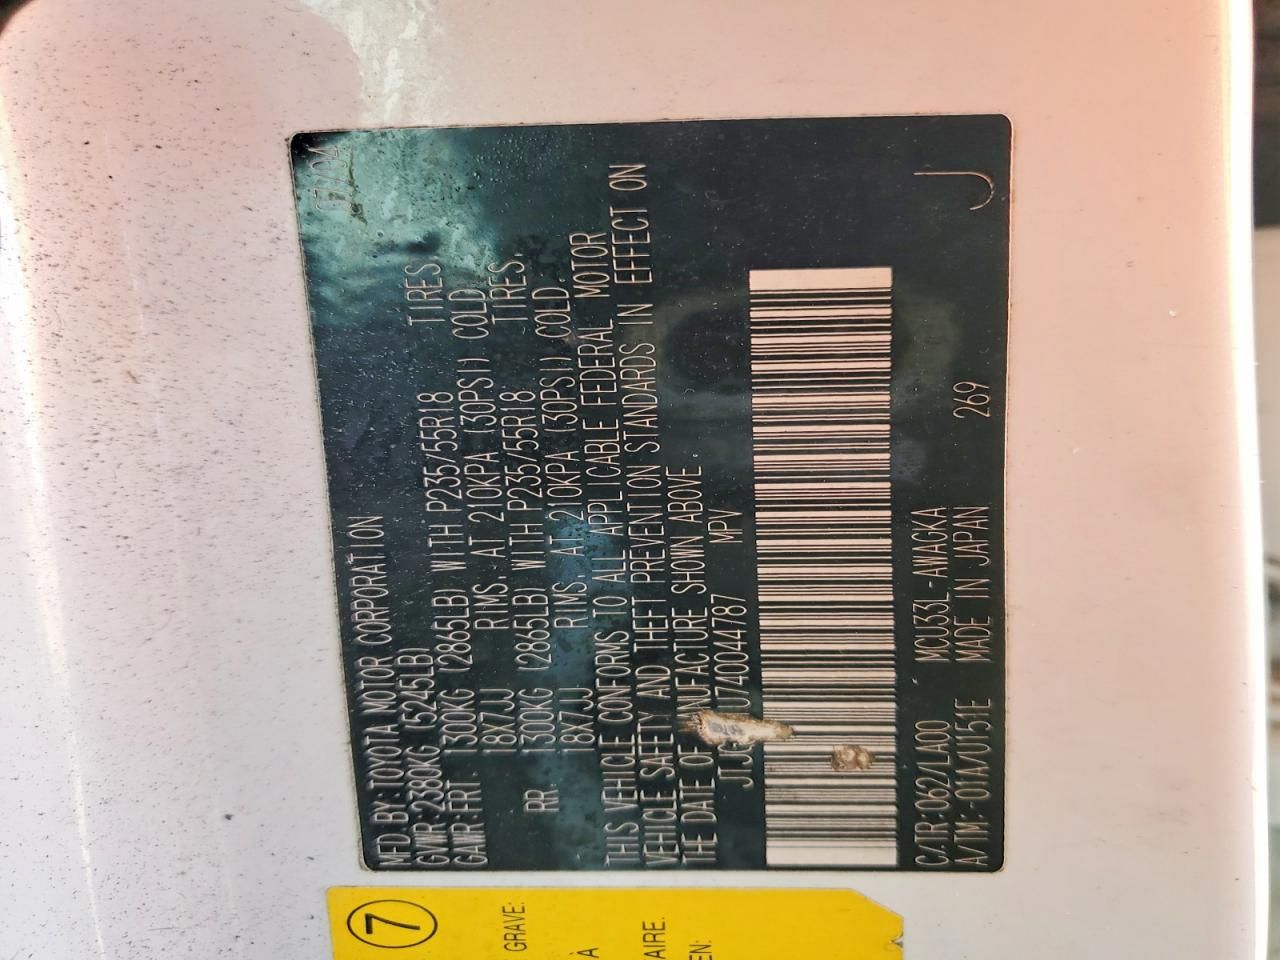 07/04
MFD.BY:TOYOTA MOTOR CORPORATION
GVWR:2380KG (5245LB)
GAWR:FRT. 1300KG (2865LB) WITH P235/55R18 TIRES,
18X7JJ RIMS, AT 210KPA (30PSI) COLD.
RR. 1300KG (2865LB) WITH P235/55R18 TIRES,
18X7JJ RIMS, AT 210KPA (30PSI) COLD.
THIS VEHICLE CONFORMS TO ALL APPLICABLE FEDERAL MOTOR
VEHICLE SAFETY AND THEFT PREVENTION STANDARDS IN EFFECT ON
THE DATE OF MANUFACTURE SHOWN ABOVE.
U740044787 MPV
C/TR:062/LA00 MCU33L-AWAGKA
A/TM:-01A/U151E MADE IN JAPAN 269
J
7
GRAVE:
À
AIRE.
EN: